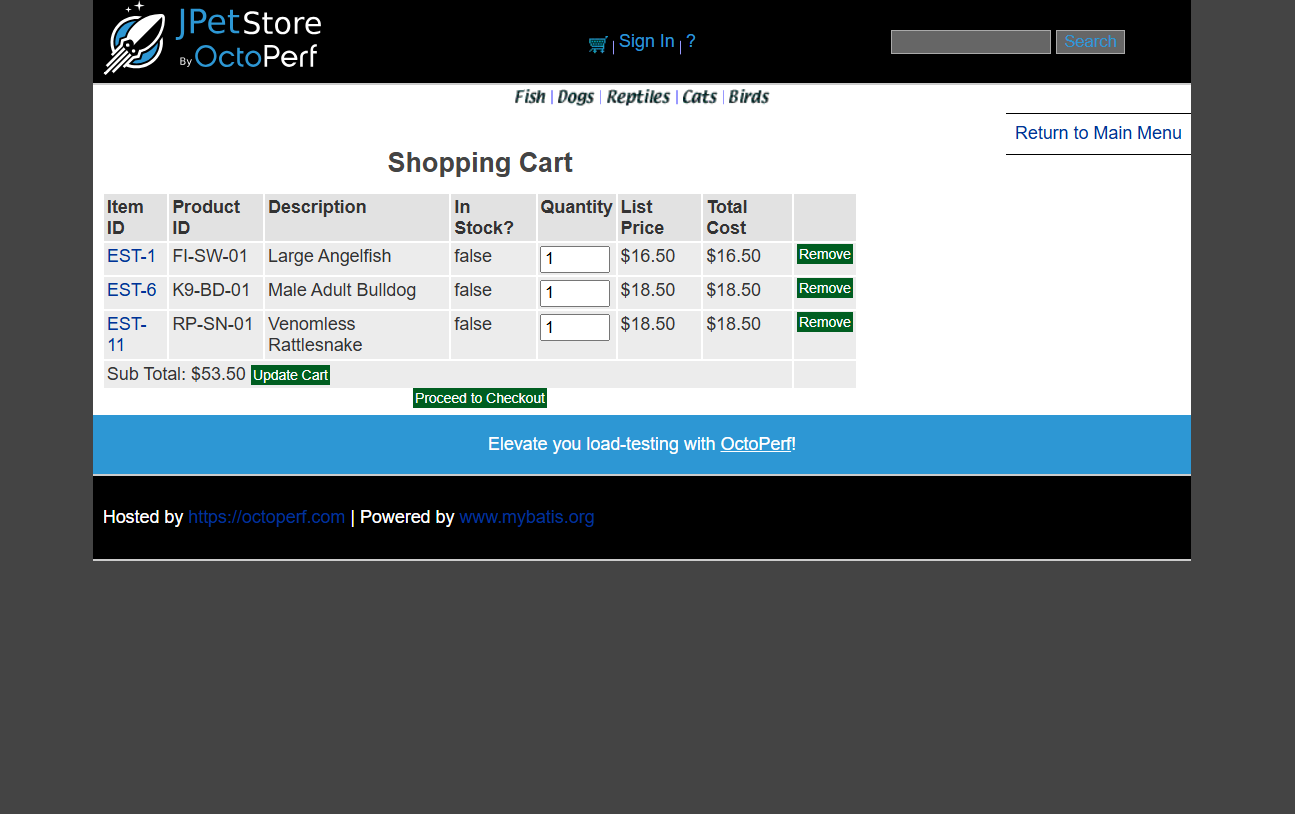 JPetStore
By OctoPerf
Sign In | ?
Search
Fish | Dogs | Reptiles | Cats | Birds
Return to Main Menu
Shopping Cart
Item ID Product ID Description In Stock? Quantity List Price Total Cost
EST-1 FI-SW-01 Large Angelfish false 1 $16.50 $16.50 Remove
EST-6 K9-BD-01 Male Adult Bulldog false 1 $18.50 $18.50 Remove
EST-11 RP-SN-01 Venomless Rattlesnake false 1 $18.50 $18.50 Remove
Sub Total: $53.50 Update Cart
Proceed to Checkout
Elevate you load-testing with OctoPerf!
Hosted by https://octoperf.com | Powered by www.mybatis.org